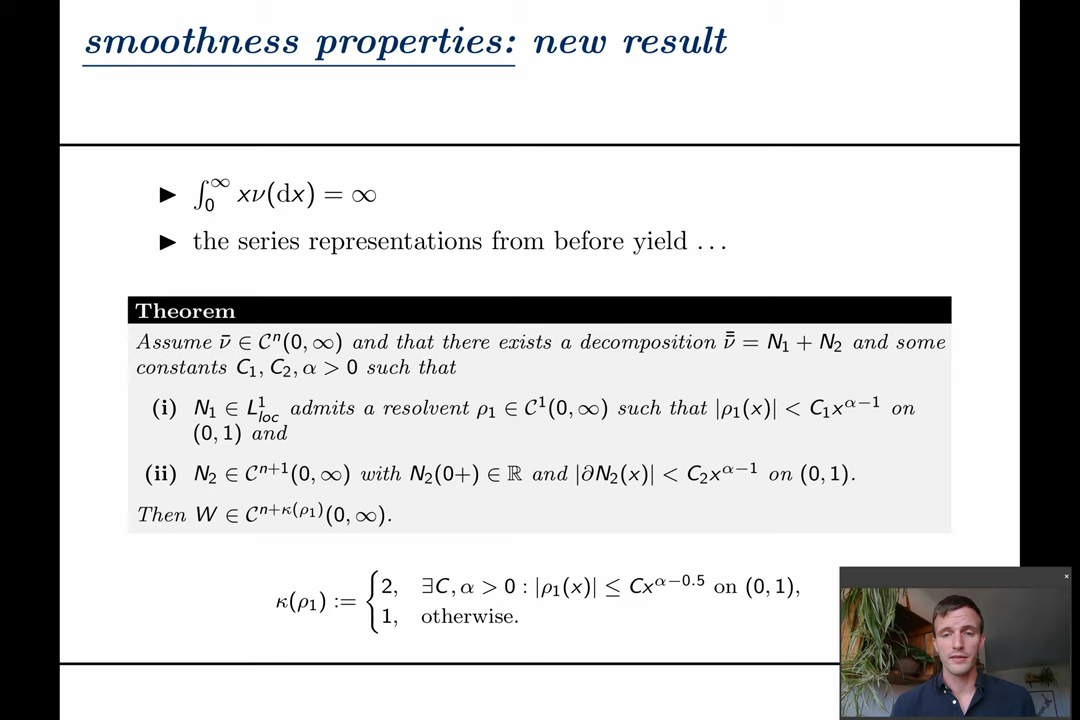 smoothness properties: new result
▶ ∫₀^∞ xν(dx) = ∞
▶ the series representations from before yield …
Theorem
Assume ν̄ ∈ 𝒞ⁿ(0, ∞) and that there exists a decomposition ν̿ = N₁ + N₂ and some
constants C₁, C₂, α > 0 such that
(i) N₁ ∈ L¹_loc admits a resolvent ρ₁ ∈ 𝒞¹(0, ∞) such that |ρ₁(x)| < C₁x^{α−1} on
(0, 1) and
(ii) N₂ ∈ 𝒞^{n+1}(0, ∞) with N₂(0+) ∈ ℝ and |∂N₂(x)| < C₂x^{α−1} on (0, 1).
Then W ∈ 𝒞^{n+κ(ρ₁)}(0, ∞).
κ(ρ₁) := { 2, ∃C, α > 0 : |ρ₁(x)| ≤ Cx^{α−0.5} on (0, 1),
1, otherwise.